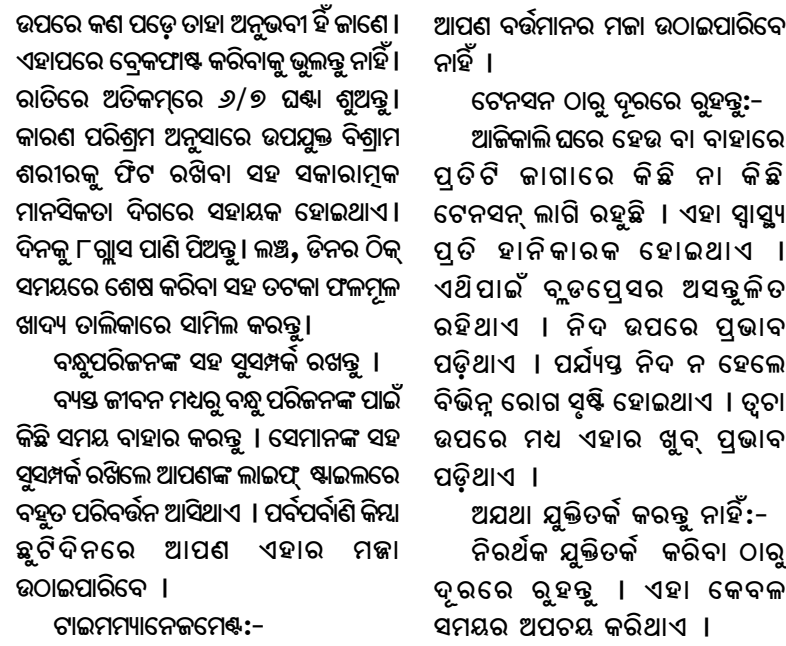 ଉପରେ କଣ ପଡ଼େ ତାହା ଅନୁଭବୀ ହିଁ ଜାଣେ।
ଏହାପରେ ବ୍ରେକଫାଷ୍ଟ କରିବାକୁ ଭୁଲନ୍ତୁ ନାହିଁ।
ରାତିରେ ଅତିକମ୍‌ରେ ୬/୭ ଘଣ୍ଟା ଶୁଅନ୍ତୁ।
କାରଣ ପରିଶ୍ରମ ଅନୁସାରେ ଉପଯୁକ୍ତ ବିଶ୍ରାମ
ଶରୀରକୁ ଫିଟ ରଖିବା ସହ ସକାରାତ୍ମକ
ମାନସିକତା ଦିଗରେ ସହାୟକ ହୋଇଥାଏ।
ଦିନକୁ ୮ ଗ୍ଲାସ ପାଣି ପିଅନ୍ତୁ। ଲଞ୍ଚ, ଡିନର ଠିକ୍
ସମୟରେ ଶେଷ କରିବା ସହ ତଟକା ଫଳମୂଳ
ଖାଦ୍ୟ ତାଲିକାରେ ସାମିଲ କରନ୍ତୁ।
ବନ୍ଧୁପରିଜନଙ୍କ ସହ ସୁସମ୍ପର୍କ ରଖନ୍ତୁ ।
ବ୍ୟସ୍ତ ଜୀବନ ମଧ୍ୟରୁ ବନ୍ଧୁ ପରିଜନଙ୍କ ପାଇଁ
କିଛି ସମୟ ବାହାର କରନ୍ତୁ । ସେମାନଙ୍କ ସହ
ସୁସମ୍ପର୍କ ରଖିଲେ ଆପଣଙ୍କ ଲାଇଫ୍ ଷ୍ଟାଇଲରେ
ବହୁତ ପରିବର୍ତ୍ତନ ଆସିଥାଏ । ପର୍ବପର୍ବାଣି କିମ୍ବା
ଛୁଟିଦିନରେ ଆପଣ ଏହାର ମଜା
ଉଠାଇପାରିବେ ।
ଟାଇମମ୍ୟାନେଜମେଣ୍ଟ:-
ଆପଣ ବର୍ତ୍ତମାନର ମଜା ଉଠାଇପାରିବେ
ନାହିଁ ।
ଟେନସନ ଠାରୁ ଦୂରରେ ରୁହନ୍ତୁ:-
ଆଜିକାଲି ଘରେ ହେଉ ବା ବାହାରେ
ପ୍ରତିଟି ଜାଗାରେ କିଛି ନା କିଛି
ଟେନସନ୍ ଲାଗି ରହୁଛି । ଏହା ସ୍ୱାସ୍ଥ୍ୟ
ପ୍ରତି ହାନିକାରକ ହୋଇଥାଏ ।
ଏଥିପାଇଁ ବ୍ଲଡପ୍ରେସର ଅସନ୍ତୁଳିତ
ରହିଥାଏ । ନିଦ ଉପରେ ପ୍ରଭାବ
ପଡ଼ିଥାଏ । ପର୍ଯ୍ୟାପ୍ତ ନିଦ ନ ହେଲେ
ବିଭିନ୍ନ ରୋଗ ସୃଷ୍ଟି ହୋଇଥାଏ । ତ୍ୱଚା
ଉପରେ ମଧ୍ୟ ଏହାର ଖୁବ୍ ପ୍ରଭାବ
ପଡ଼ିଥାଏ ।
ଅଯଥା ଯୁକ୍ତିତର୍କ କରନ୍ତୁ ନାହିଁ:-
ନିରର୍ଥକ ଯୁକ୍ତିତର୍କ କରିବା ଠାରୁ
ଦୂରରେ ରୁହନ୍ତୁ । ଏହା କେବଳ
ସମୟର ଅପଚୟ କରିଥାଏ ।